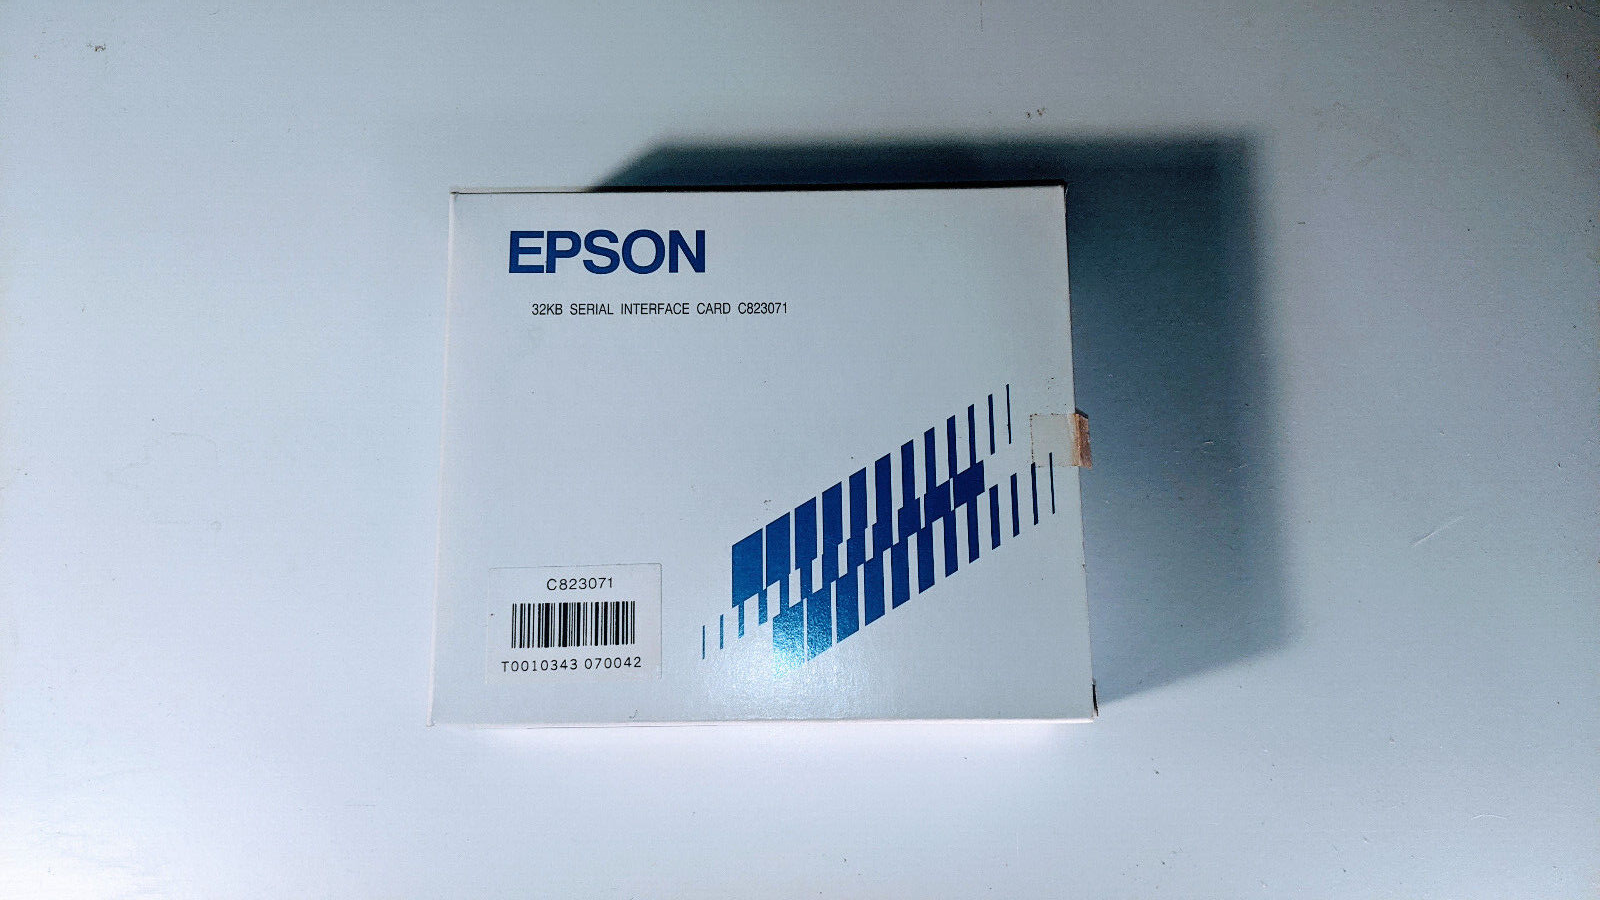 EPSON
32KB SERIAL INTERFACE CARD C823071
C823071
T0010343 070042